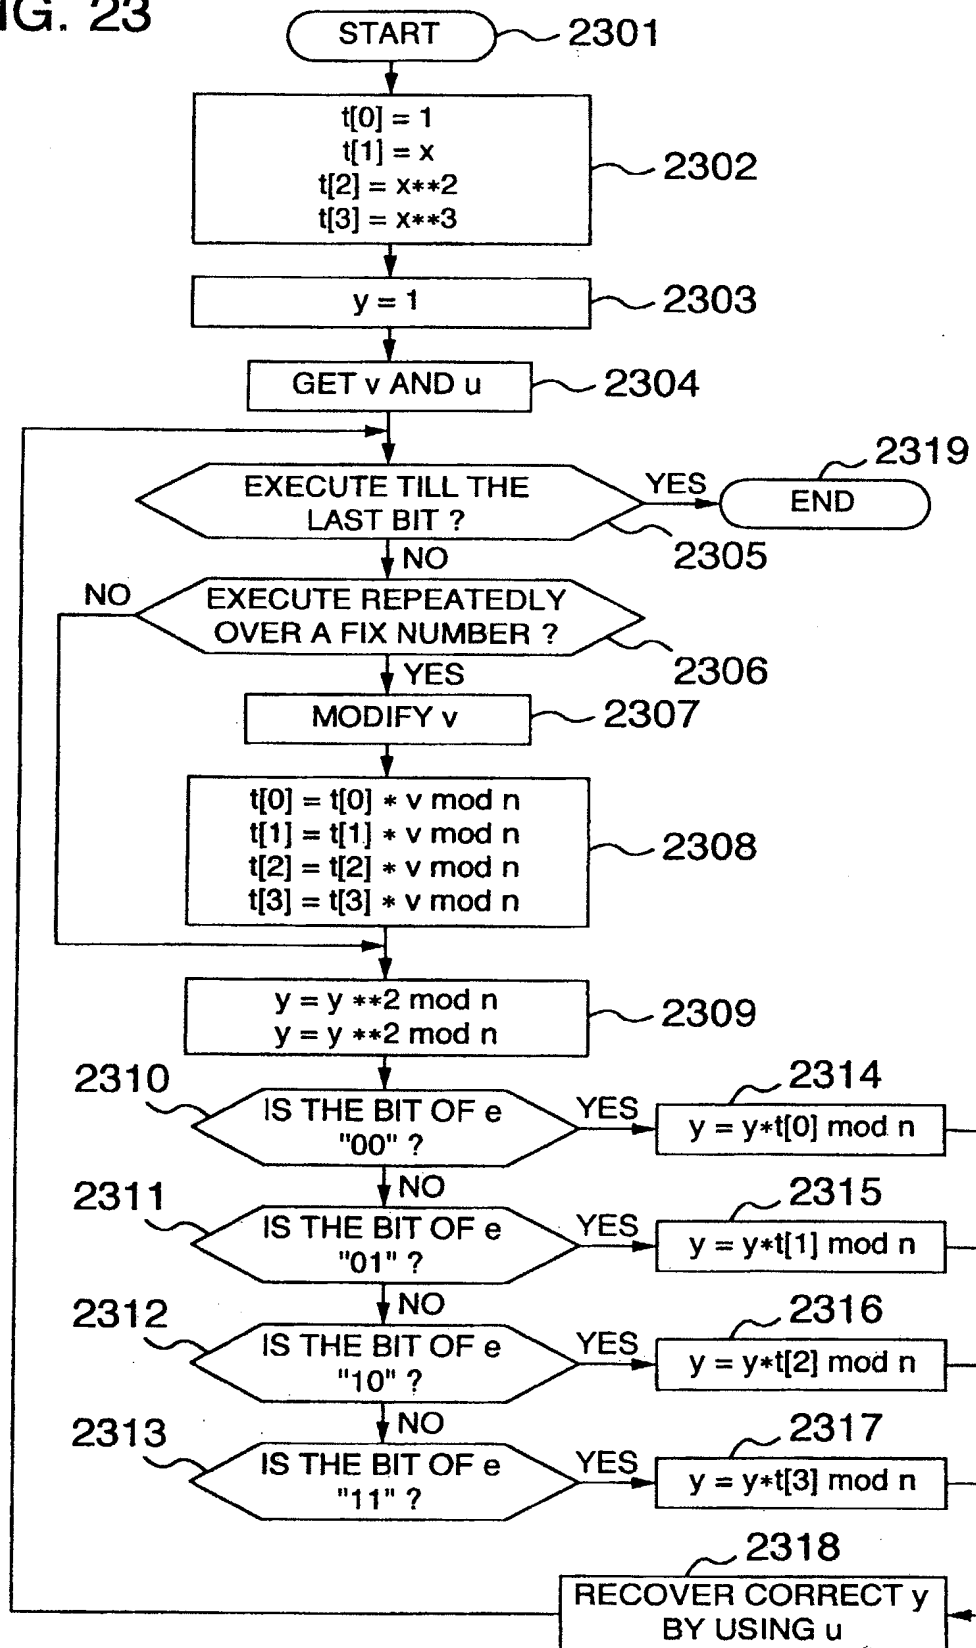 IG. 23
START
2301
t[0] = 1
t[1] = x
t[2] = x**2
t[3] = x**3
2302
y = 1
2303
GET v AND u
2304
2319
EXECUTE TILL THE
LAST BIT ?
YES
END
2305
NO
NO
EXECUTE REPEATEDLY
OVER A FIX NUMBER ?
2306
YES
MODIFY v
2307
t[0] = t[0] * v mod n
t[1] = t[1] * v mod n
t[2] = t[2] * v mod n
t[3] = t[3] * v mod n
2308
y = y **2 mod n
y = y **2 mod n
2309
2310
IS THE BIT OF e
"00" ?
YES
2314
y = y*t[0] mod n
NO
2311
IS THE BIT OF e
"01" ?
YES
2315
y = y*t[1] mod n
NO
2312
IS THE BIT OF e
"10" ?
YES
2316
y = y*t[2] mod n
NO
2313
IS THE BIT OF e
"11" ?
YES
2317
y = y*t[3] mod n
2318
RECOVER CORRECT y
BY USING u